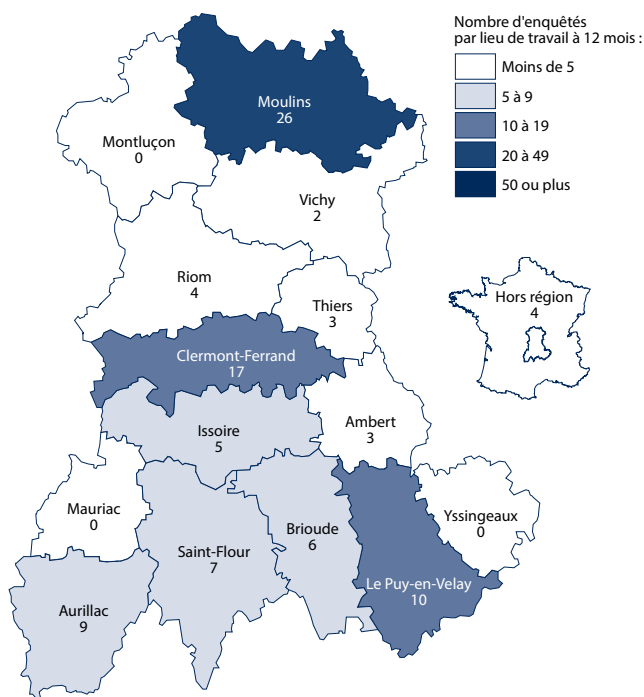 Nombre d'enquêtés
par lieu de travail à 12 mois :
Moins de 5
5 à 9
10 à 19
20 à 49
50 ou plus
Moulins
26
Montluçon
0
Vichy
2
Riom
4
Thiers
3
Hors région
4
Clermont-Ferrand
17
Ambert
3
Issoire
5
Mauriac
0
Saint-Flour
7
Brioude
6
Yssingeaux
0
Le Puy-en-Velay
10
Aurillac
9